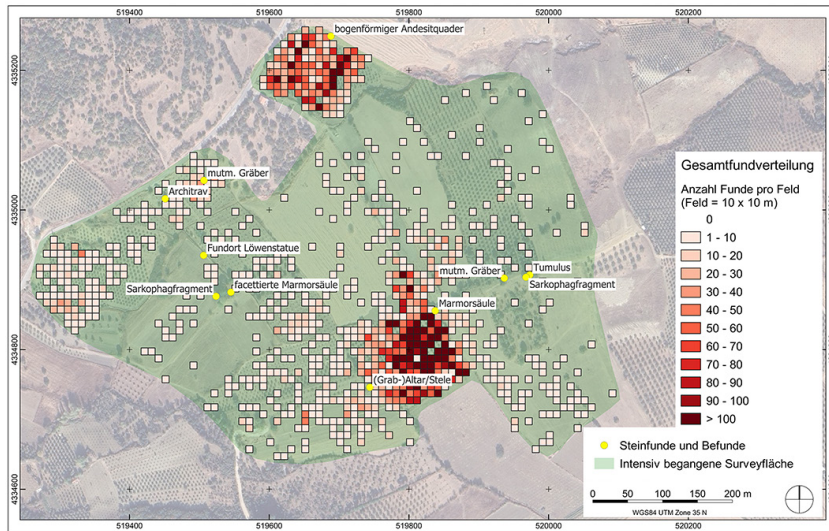 519400 519600 519800 520000 520200
bogenförmiger Andesitquader
4335200
mutm. Gräber
Architrav
4335000
Fundort Löwenstatue
mutm. Gräber
Tumulus
Sarkophagfragment
Sarkophagfragment
facettierte Marmorsäule
Marmorsäule
4334800
(Grab-)Altar/Stele
4334600
Gesamtfundverteilung
Anzahl Funde pro Feld
(Feld = 10 x 10 m)
0
1 - 10
10 - 20
20 - 30
30 - 40
40 - 50
50 - 60
60 - 70
70 - 80
80 - 90
90 - 100
> 100
Steinfunde und Befunde
Intensiv begangene Surveyfläche
0 50 100 150 200 m
WGS84 UTM Zone 35 N
519400 519600 519800 520000 520200